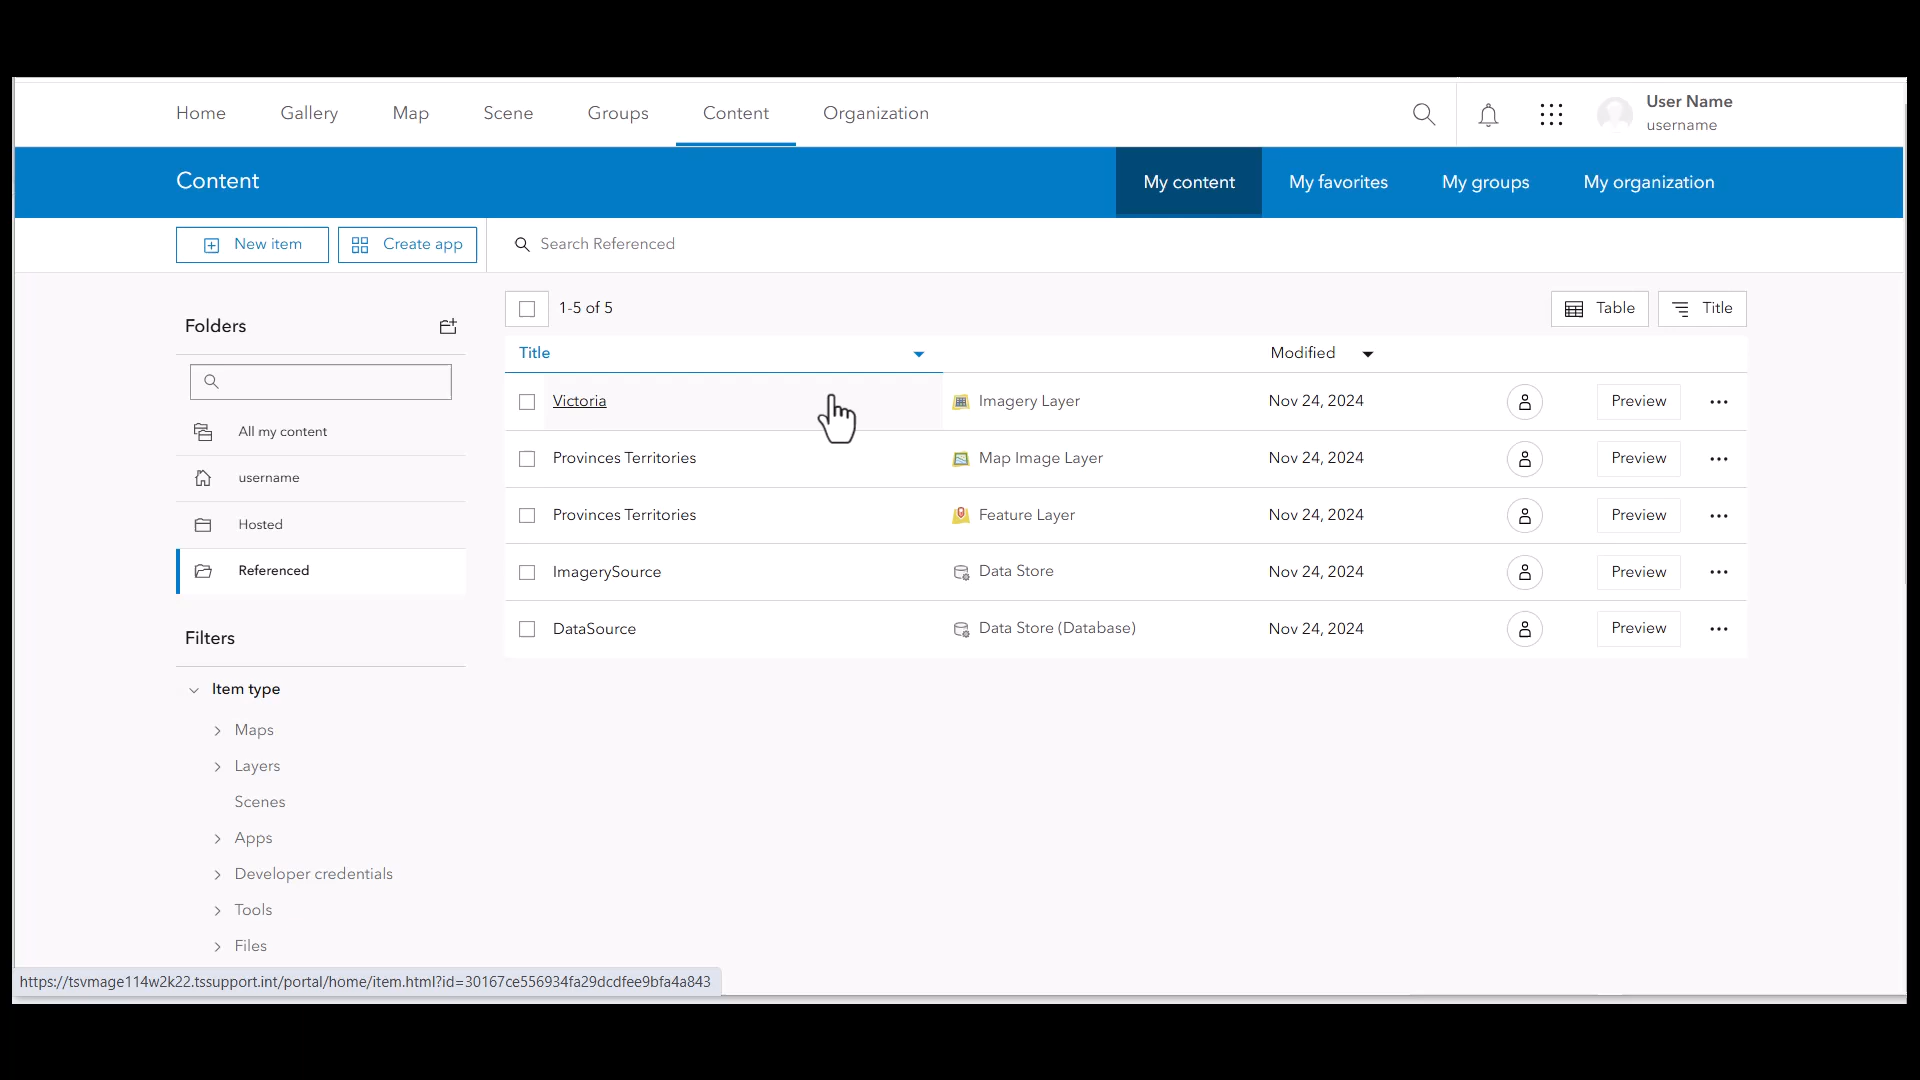 Home Gallery Map Scene Groups Content Organization
User Name
username
Content
My content My favorites My groups My organization
New item Create app Search Referenced
Folders
1-5 of 5
Table Title
Title Modified
All my content
username
Hosted
Referenced
Victoria Imagery Layer Nov 24, 2024 Preview
Provinces Territories Map Image Layer Nov 24, 2024 Preview
Provinces Territories Feature Layer Nov 24, 2024 Preview
ImagerySource Data Store Nov 24, 2024 Preview
DataSource Data Store (Database) Nov 24, 2024 Preview
Filters
Item type
Maps
Layers
Scenes
Apps
Developer credentials
Tools
Files
https://tsvmage114w2k22.tssupport.int/portal/home/item.html?id=30167ce556934fa29dcdfee9bfa4a843